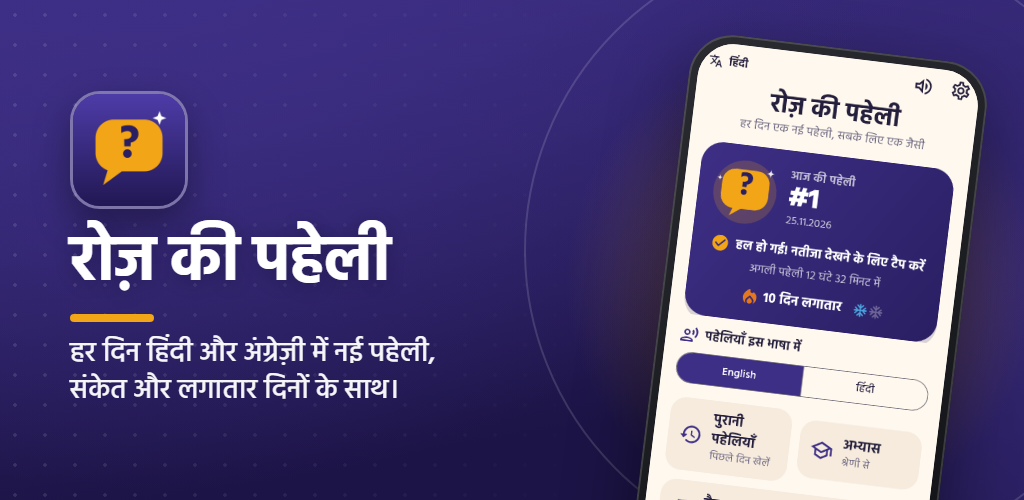 ?
रोज़ की पहेली
हर दिन हिंदी और अंग्रेज़ी में नई पहेली,
संकेत और लगातार दिनों के साथ।
हिंदी
रोज़ की पहेली
हर दिन एक नई पहेली, सबके लिए एक जैसी
?
आज की पहेली
#1
25.11.2026
हल हो गई! नतीजा देखने के लिए टैप करें
अगली पहेली 12 घंटे 32 मिनट में
10 दिन लगातार
पहेलियाँ इस भाषा में
English
हिंदी
पुरानी
पहेलियाँ
पिछले दिन खेलें
अभ्यास
श्रेणी से